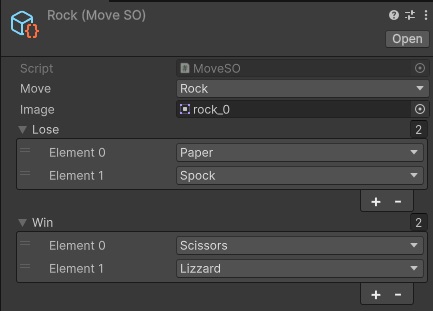 Rock (Move SO)
Open
Script MoveSO
Move Rock
Image rock_0
Lose 2
Element 0 Paper
Element 1 Spock
+ -
Win 2
Element 0 Scissors
Element 1 Lizzard
+ -